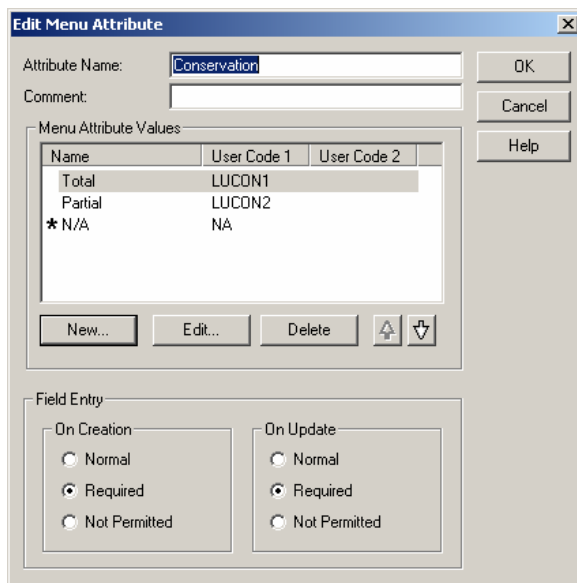 Edit Menu Attribute
Attribute Name: Conservation
OK
Comment:
Cancel
Help
Menu Attribute Values
Name User Code 1 User Code 2
Total LUCON1
Partial LUCON2
* N/A NA
New... Edit... Delete
Field Entry
On Creation On Update
Normal Normal
Required Required
Not Permitted Not Permitted